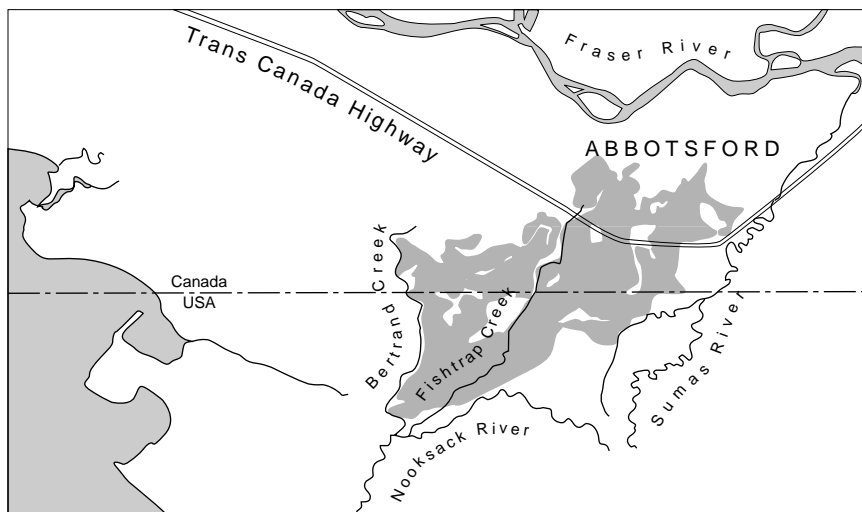 Fraser River
Trans Canada Highway
ABBOTSFORD
Canada
USA
Bertrand Creek
Fishtrap Creek
Sumas River
Nooksack River